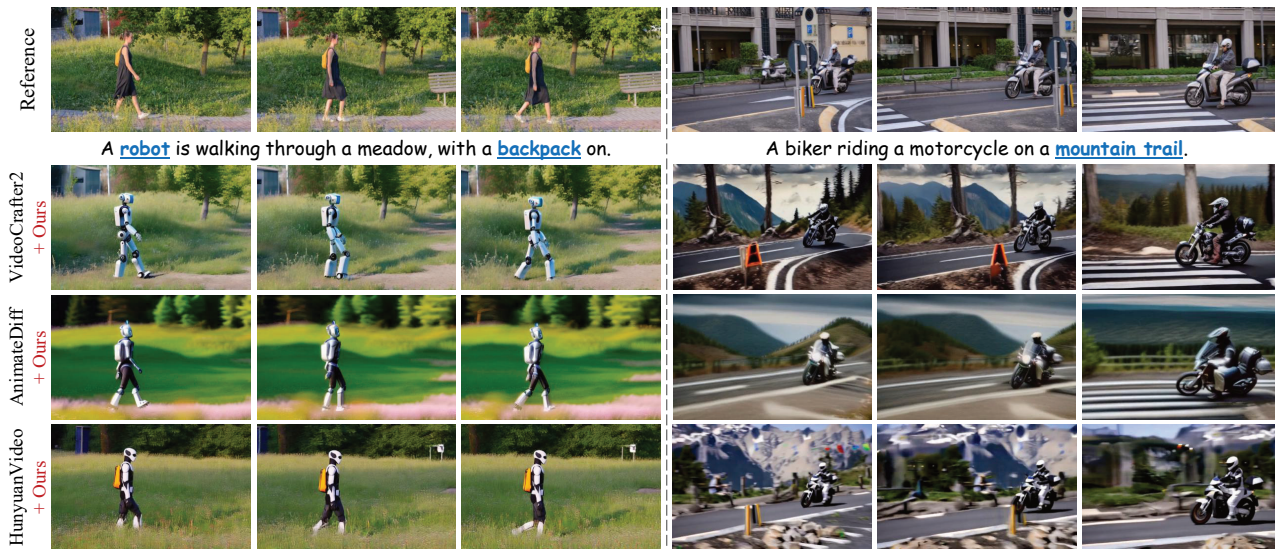 Reference
A robot is walking through a meadow, with a backpack on.
A biker riding a motorcycle on a mountain trail.
VideoCrafter2
+ Ours
AnimateDiff
+ Ours
HunyuanVideo
+ Ours